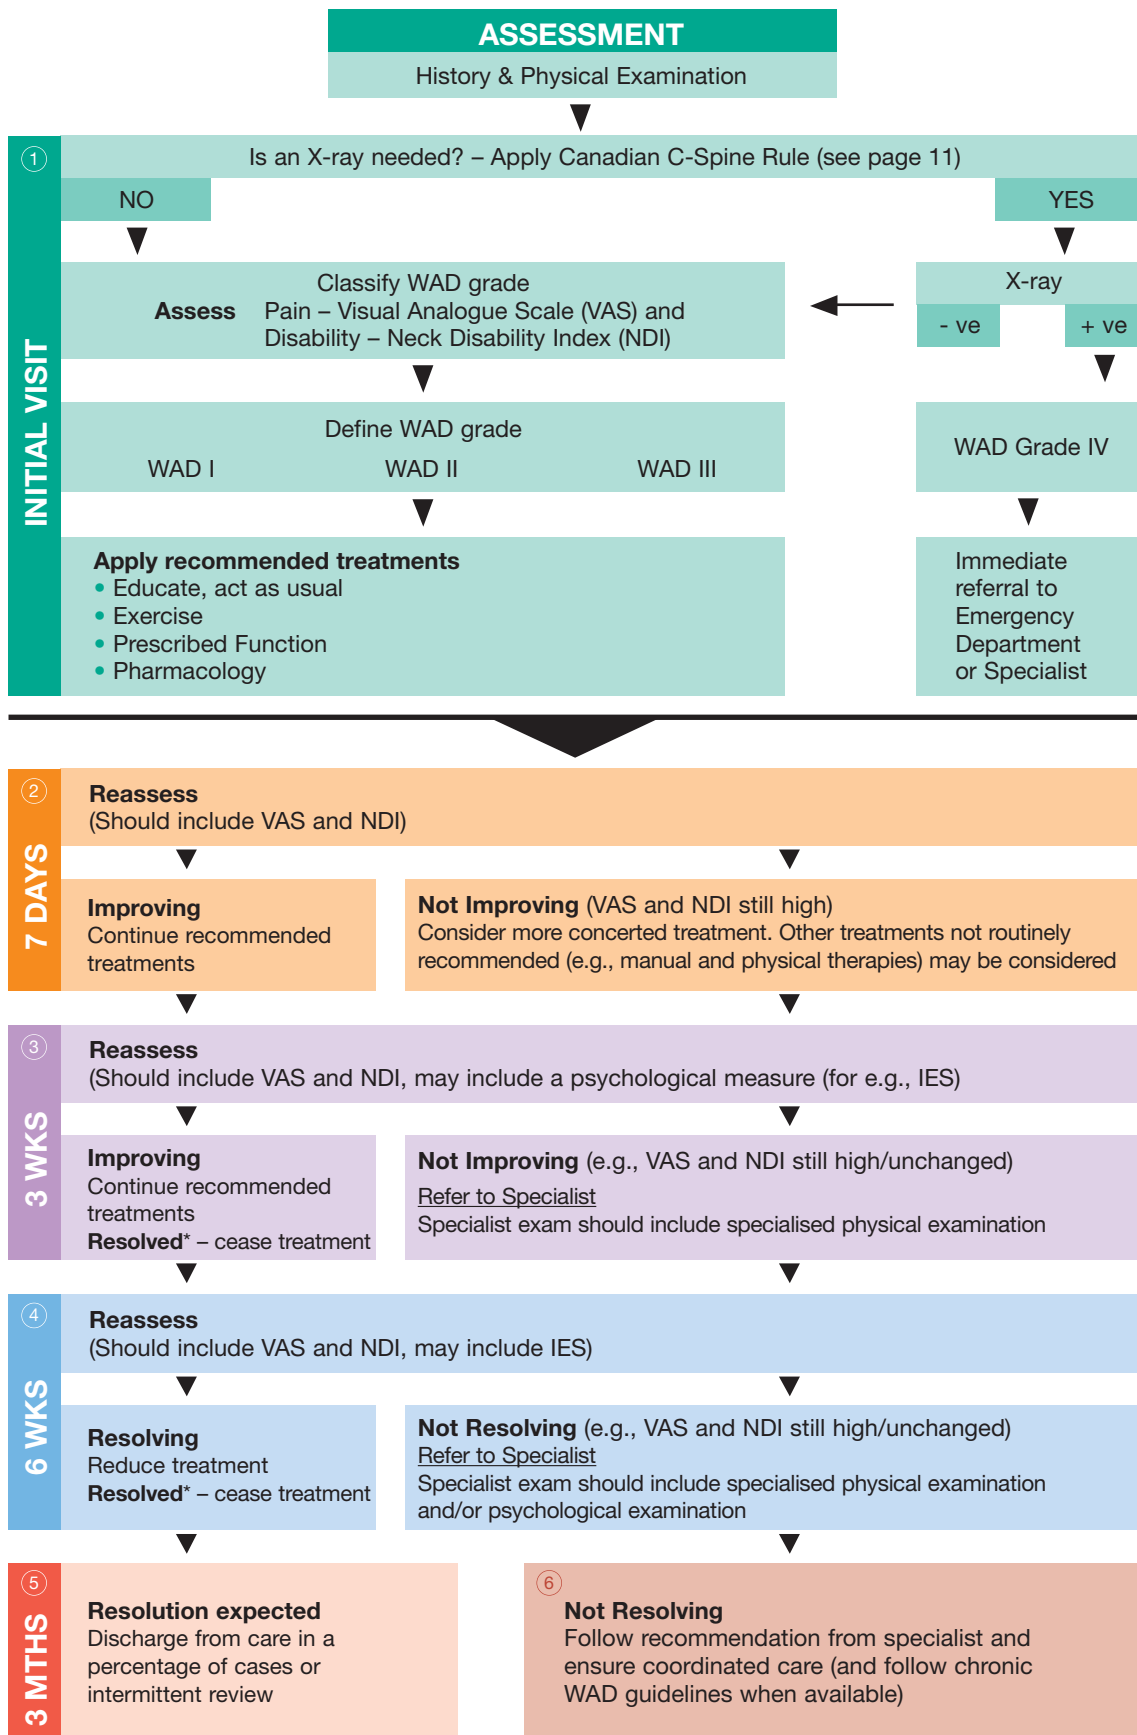 ASSESSMENT
History & Physical Examination
1
INITIAL VISIT
Is an X-ray needed? – Apply Canadian C-Spine Rule (see page 11)
NO
YES
Classify WAD grade
Assess Pain – Visual Analogue Scale (VAS) and
Disability – Neck Disability Index (NDI)
X-ray
- ve
+ ve
Define WAD grade
WAD I
WAD II
WAD III
WAD Grade IV
Apply recommended treatments
• Educate, act as usual
• Exercise
• Prescribed Function
• Pharmacology
Immediate
referral to
Emergency
Department
or Specialist
2
7 DAYS
Reassess
(Should include VAS and NDI)
Improving
Continue recommended
treatments
Not Improving (VAS and NDI still high)
Consider more concerted treatment. Other treatments not routinely
recommended (e.g., manual and physical therapies) may be considered
3
3 WKS
Reassess
(Should include VAS and NDI, may include a psychological measure (for e.g., IES)
Improving
Continue recommended
treatments
Resolved* – cease treatment
Not Improving (e.g., VAS and NDI still high/unchanged)
Refer to Specialist
Specialist exam should include specialised physical examination
4
6 WKS
Reassess
(Should include VAS and NDI, may include IES)
Resolving
Reduce treatment
Resolved* – cease treatment
Not Resolving (e.g., VAS and NDI still high/unchanged)
Refer to Specialist
Specialist exam should include specialised physical examination
and/or psychological examination
5
3 MTHS
Resolution expected
Discharge from care in a
percentage of cases or
intermittent review
6
Not Resolving
Follow recommendation from specialist and
ensure coordinated care (and follow chronic
WAD guidelines when available)